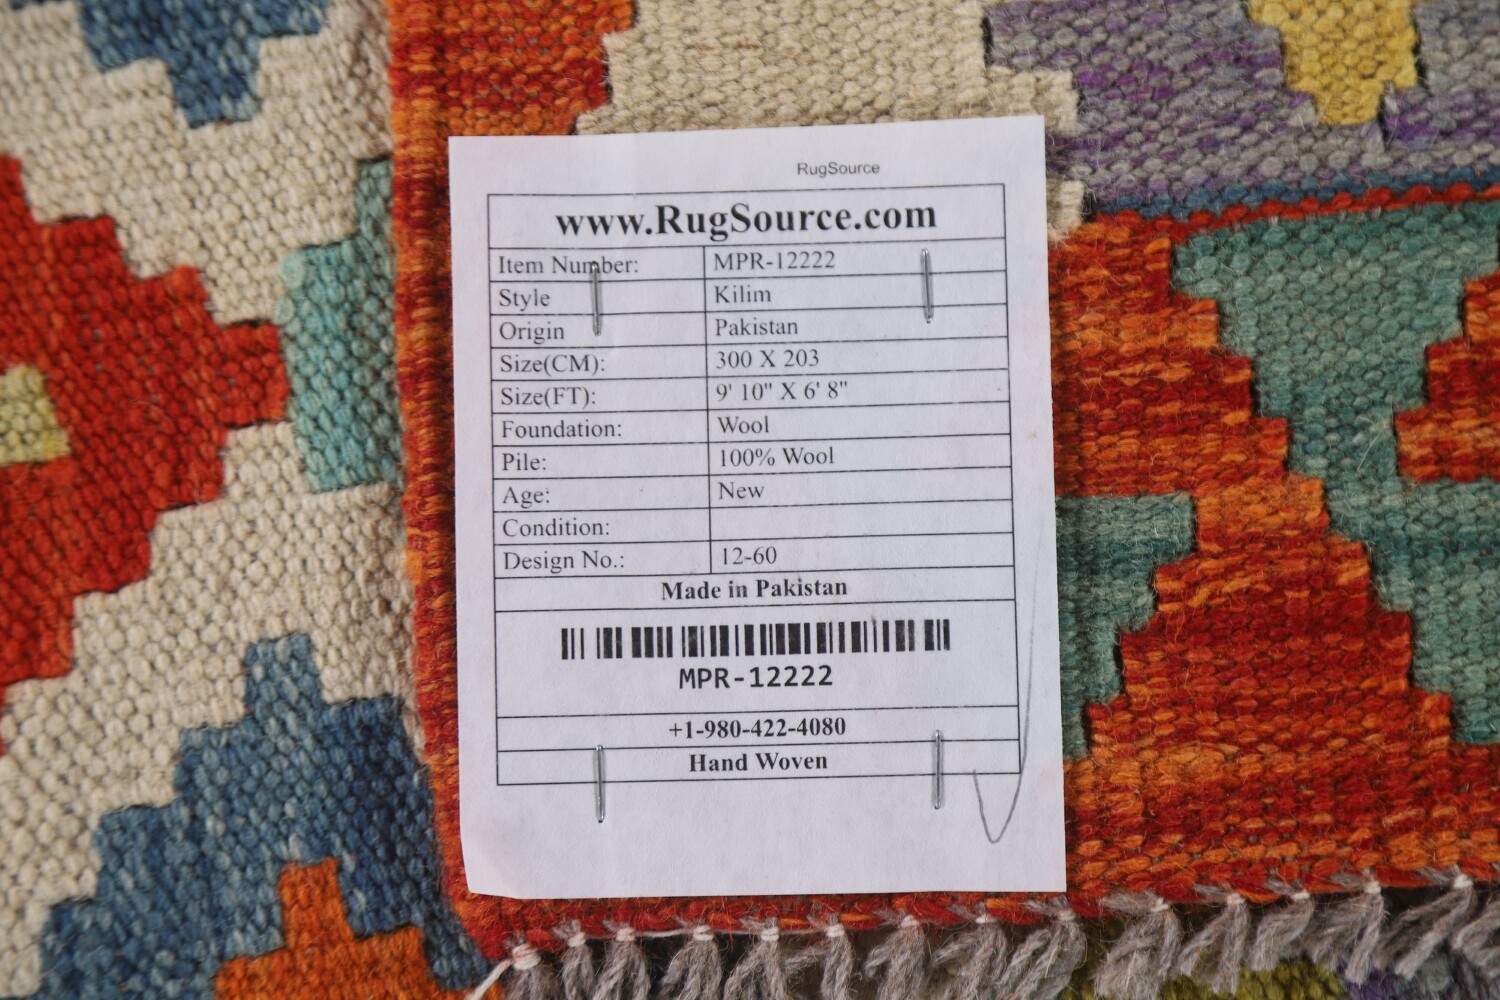 RugSource
www.RugSource.com
Item Number: MPR-12222
Style Kilim
Origin Pakistan
Size(CM): 300 X 203
Size(FT): 9' 10" X 6' 8"
Foundation: Wool
Pile: 100% Wool
Age: New
Condition:
Design No.: 12-60
Made in Pakistan
MPR-12222
+1-980-422-4080
Hand Woven